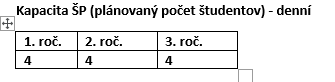 Kapacita ŠP (plánovaný počet študentov) - denní
1. roč. 2. roč. 3. roč.
4 4 4